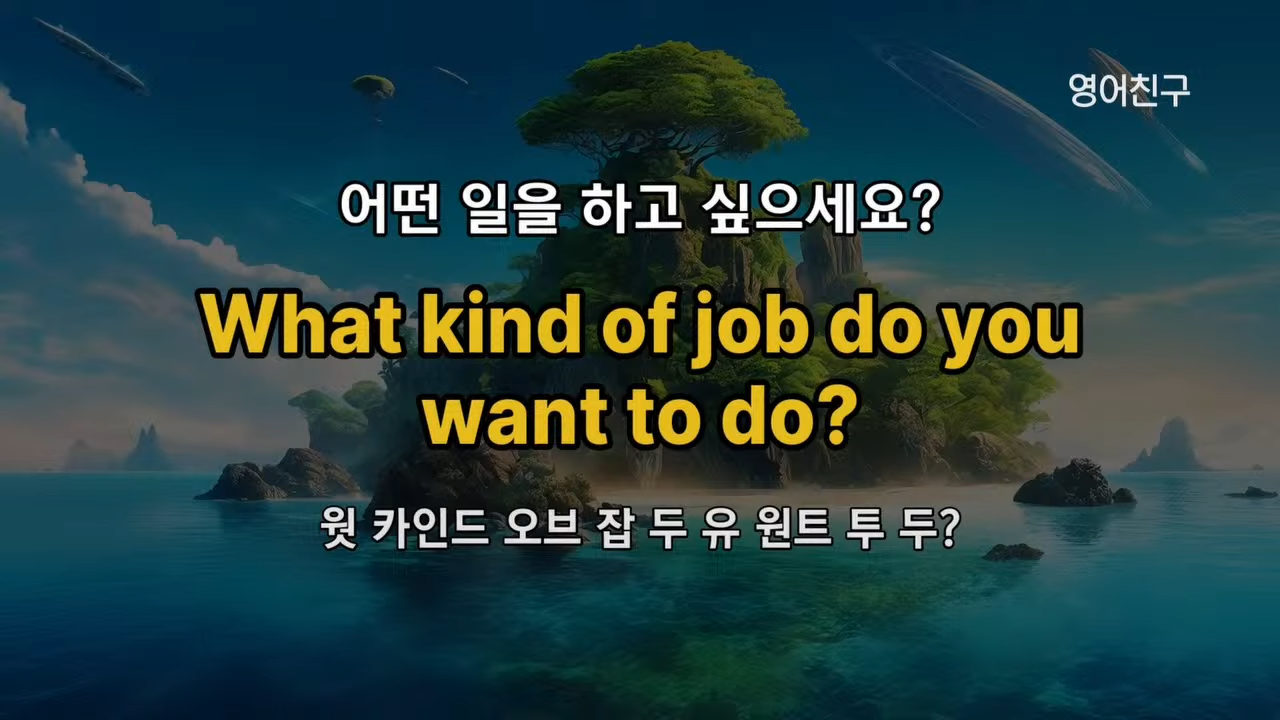 영어친구
어떤 일을 하고 싶으세요?
What kind of job do you
want to do?
웟 카인드 오브 잡 두 유 원트 투 두?